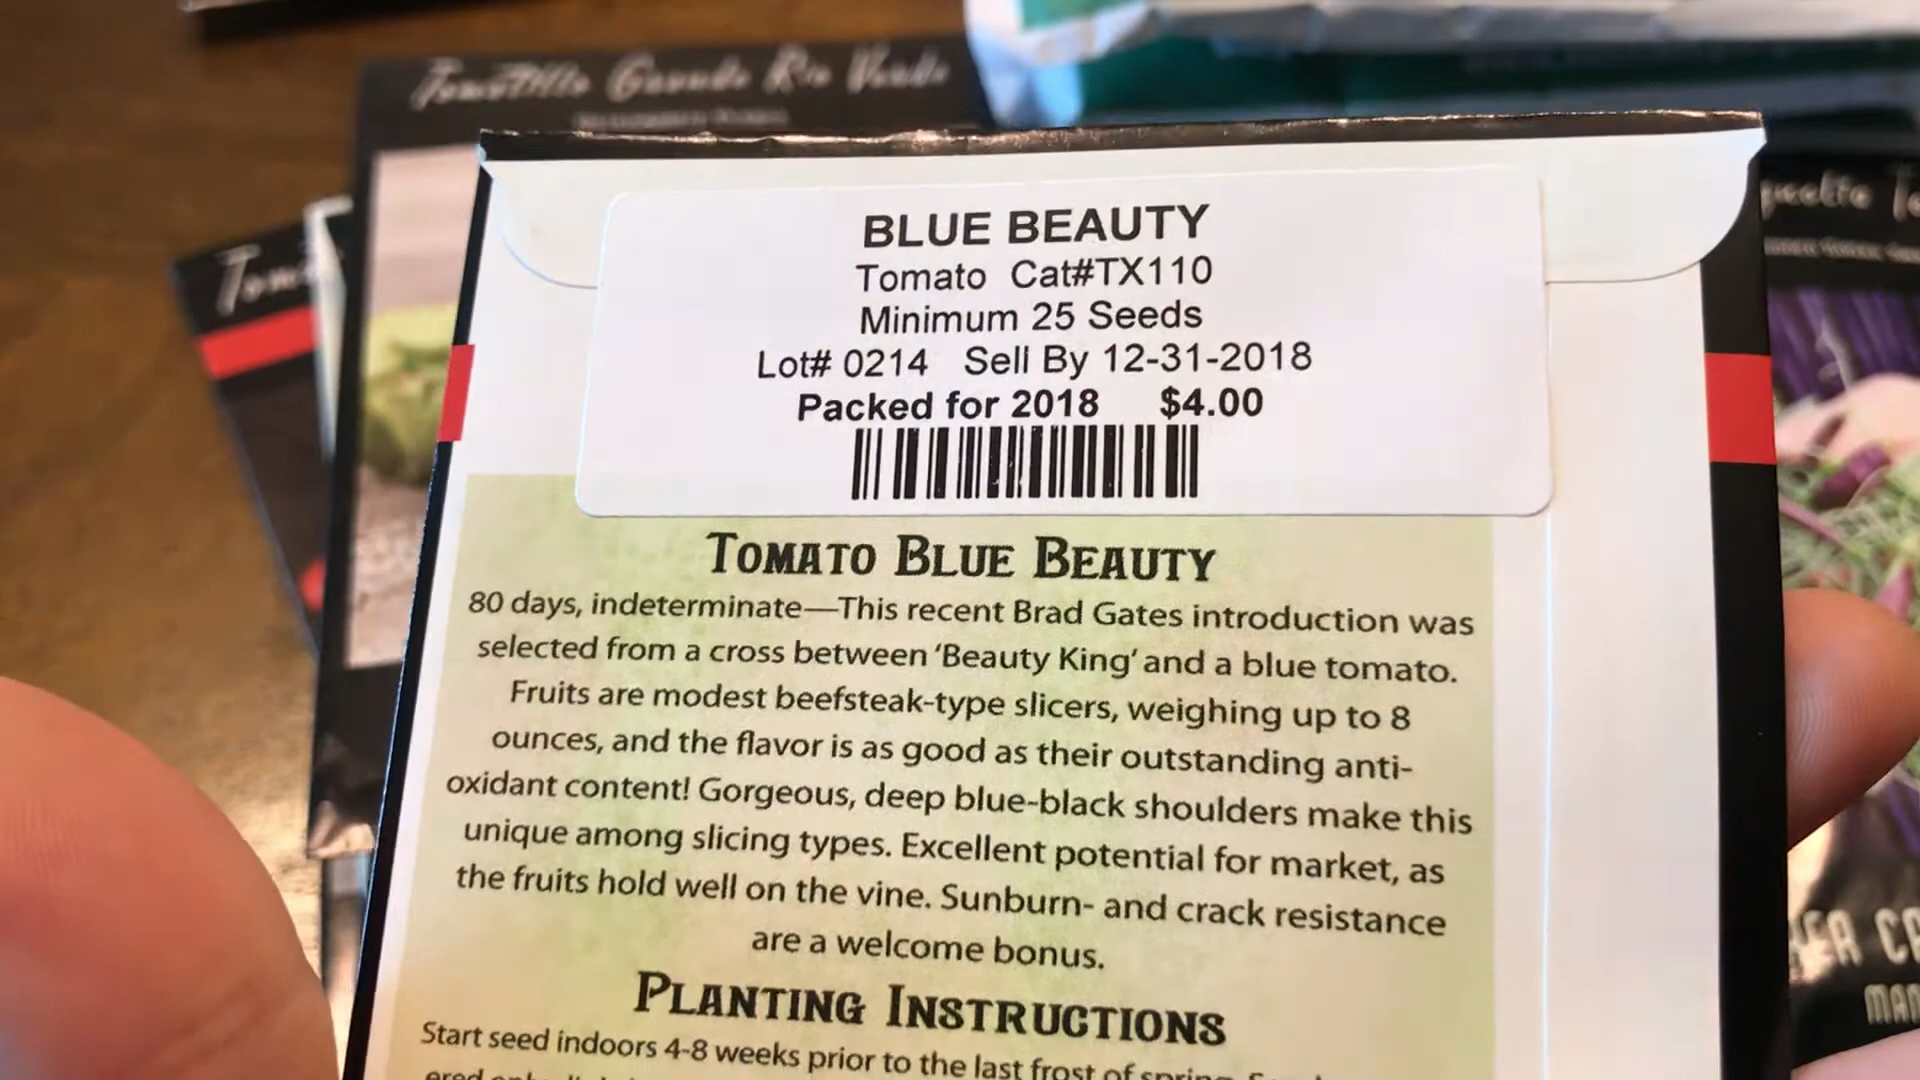 Tomatillo Grande Rio Verde
BLUE BEAUTY
Tomato Cat#TX110
Minimum 25 Seeds
Lot# 0214 Sell By 12-31-2018
Packed for 2018 $4.00
TOMATO BLUE BEAUTY
80 days, indeterminate—This recent Brad Gates introduction was
selected from a cross between ‘Beauty King’ and a blue tomato.
Fruits are modest beefsteak-type slicers, weighing up to 8
ounces, and the flavor is as good as their outstanding anti-
oxidant content! Gorgeous, deep blue-black shoulders make this
unique among slicing types. Excellent potential for market, as
the fruits hold well on the vine. Sunburn- and crack resistance
are a welcome bonus.
PLANTING INSTRUCTIONS
Start seed indoors 4-8 weeks prior to the last frost of spring.